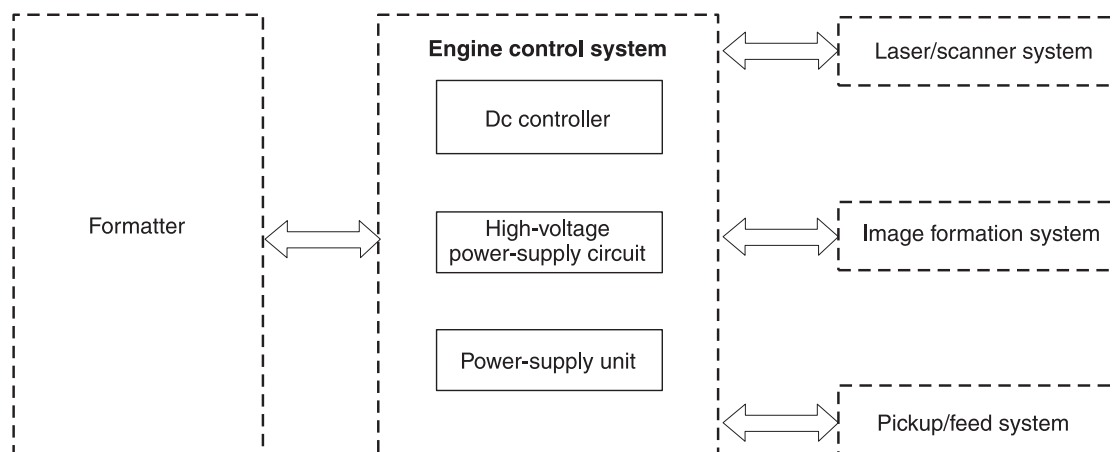 Formatter
Engine control system
Dc controller
High-voltage
power-supply circuit
Power-supply unit
Laser/scanner system
Image formation system
Pickup/feed system